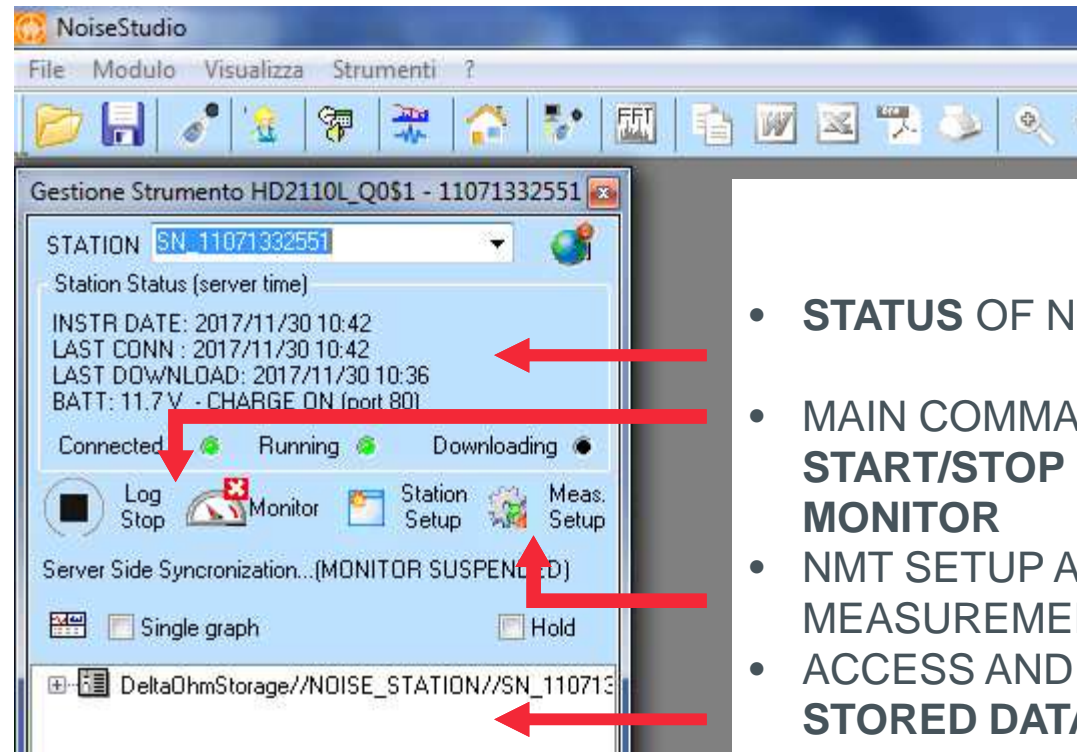 NoiseStudio
File Modulo Visualizza Strumenti ?
FFT
W
Gestione Strumento HD2110L_Q0$1 - 11071332551
STATION SN_11071332551
Station Status (server time)
INSTR DATE: 2017/11/30 10:42
LAST CONN : 2017/11/30 10:42
LAST DOWNLOAD: 2017/11/30 10:36
BATT: 11.7 V - CHARGE ON (port 80)
Connected Running Downloading
Log Stop
Monitor
Station Setup
Meas. Setup
Server Side Syncronization...(MONITOR SUSPENDED)
Single graph Hold
DeltaOhmStorage//NOISE_STATION//SN_110713
• STATUS OF N
• MAIN COMMA
START/STOP
MONITOR
• NMT SETUP A
MEASUREME
• ACCESS AND
STORED DATA